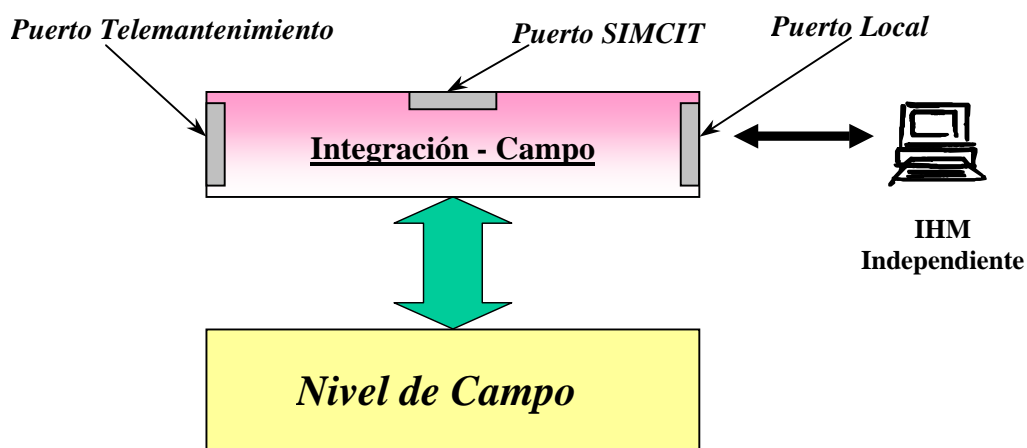 Puerto Telemantenimiento
Puerto SIMCIT
Puerto Local
Integración - Campo
IHM
Independiente
Nivel de Campo